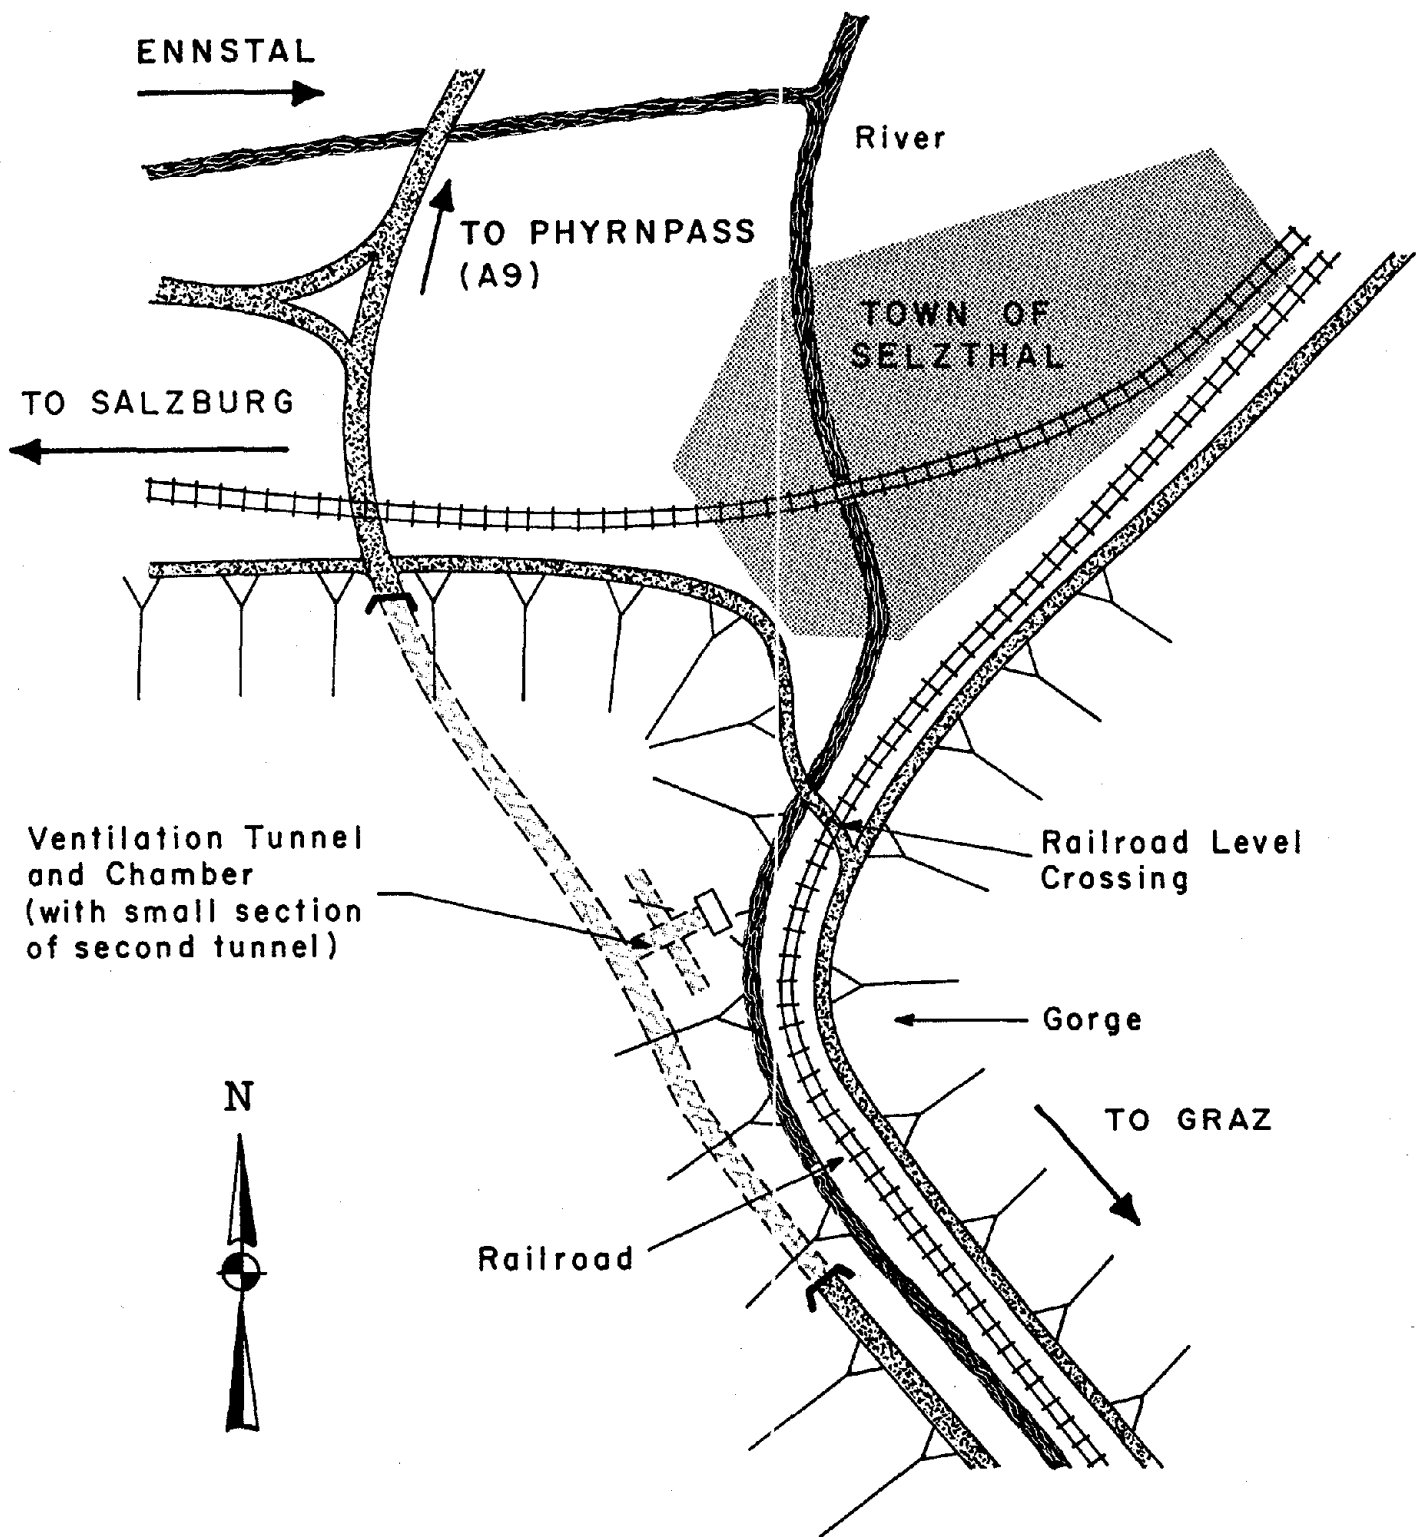 ENNSTAL
River
TO PHYRNPASS
(A9)
TOWN OF
SELZTHAL
TO SALZBURG
Ventilation Tunnel
and Chamber
(with small section
of second tunnel)
Railroad Level
Crossing
Gorge
N
TO GRAZ
Railroad